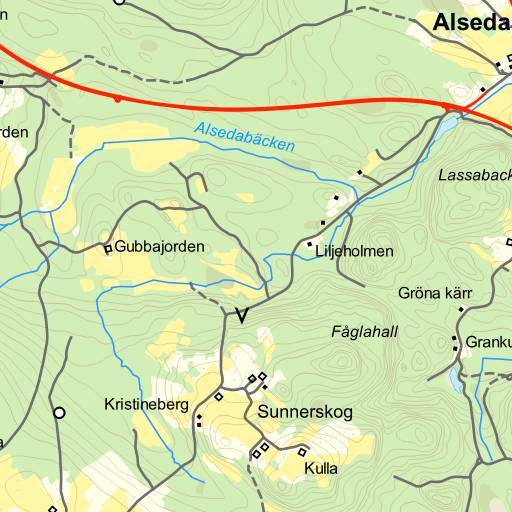 Alseda
rden
Alsedabäcken
Lassaback
Gubbajorden
Liljeholmen
Gröna kärr
Fåglahall
Granku
Kristineberg
Sunnerskog
Kulla
a